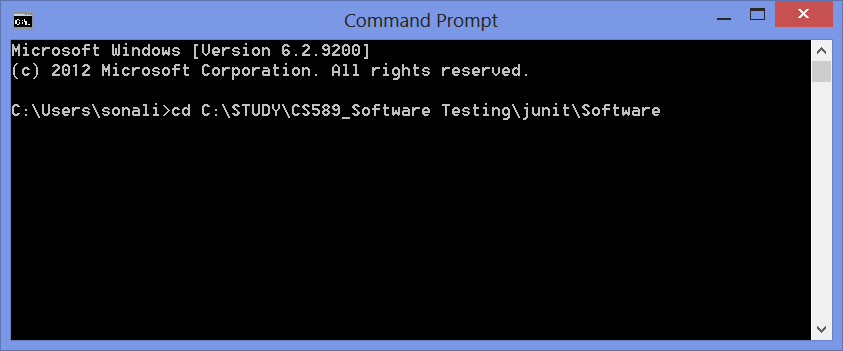 Command Prompt
Microsoft Windows [Version 6.2.9200]
(c) 2012 Microsoft Corporation. All rights reserved.
C:\Users\sonali>cd C:\STUDY\CS589_Software Testing\junit\Software